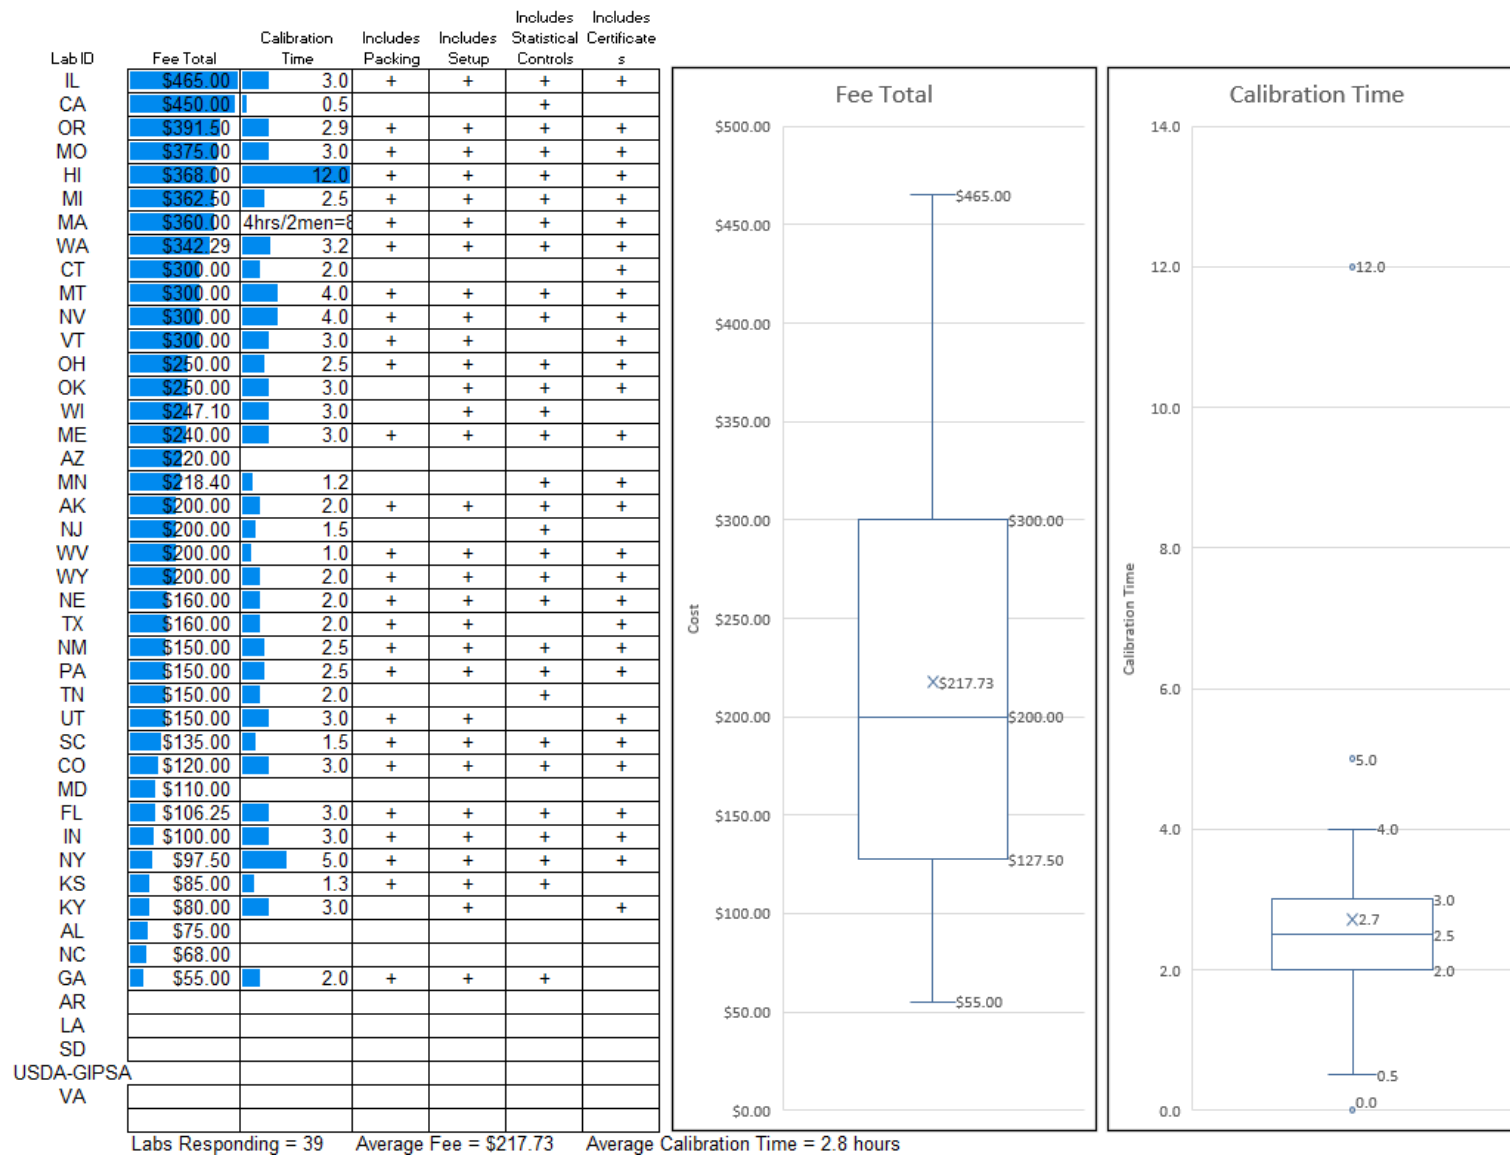 Includes Includes
Calibration Includes Includes Statistical Certificate
Lab ID Fee Total Time Packing Setup Controls s
IL $465.00 3.0 + + + +
CA $450.00 0.5 +
OR $391.50 2.9 + + + +
MO $375.00 3.0 + + + +
HI $368.00 12.0 + + + +
MI $362.50 2.5 + + + +
MA $360.00 4hrs/2men=8 + + + +
WA $342.29 3.2 + + + +
CT $300.00 2.0 +
MT $300.00 4.0 + + + +
NV $300.00 4.0 + + + +
VT $300.00 3.0 + + +
OH $250.00 2.5 + + + +
OK $250.00 3.0 + + +
WI $247.10 3.0 + +
ME $240.00 3.0 + + + +
AZ $220.00
MN $218.40 1.2 + +
AK $200.00 2.0 + + + +
NJ $200.00 1.5 +
WV $200.00 1.0 + + + +
WY $200.00 2.0 + + + +
NE $160.00 2.0 + + + +
TX $160.00 2.0 + + +
NM $150.00 2.5 + + + +
PA $150.00 2.5 + + + +
TN $150.00 2.0 +
UT $150.00 3.0 + + +
SC $135.00 1.5 + + + +
CO $120.00 3.0 + + + +
MD $110.00
FL $106.25 3.0 + + + +
IN $100.00 3.0 + + + +
NY $97.50 5.0 + + + +
KS $85.00 1.3 + + +
KY $80.00 3.0 + +
AL $75.00
NC $68.00
GA $55.00 2.0 + + +
AR
LA
SD
USDA-GIPSA
VA
Labs Responding = 39 Average Fee = $217.73 Average Calibration Time = 2.8 hours
Fee Total
Cost
$500.00
$450.00
$400.00
$350.00
$300.00
$250.00
$200.00
$150.00
$100.00
$50.00
$0.00
$465.00
$300.00
$217.73
$200.00
$127.50
$55.00
Calibration Time
Calibration Time
14.0
12.0
10.0
8.0
6.0
4.0
2.0
0.0
12.0
5.0
4.0
3.0
2.7
2.5
2.0
0.5
0.0